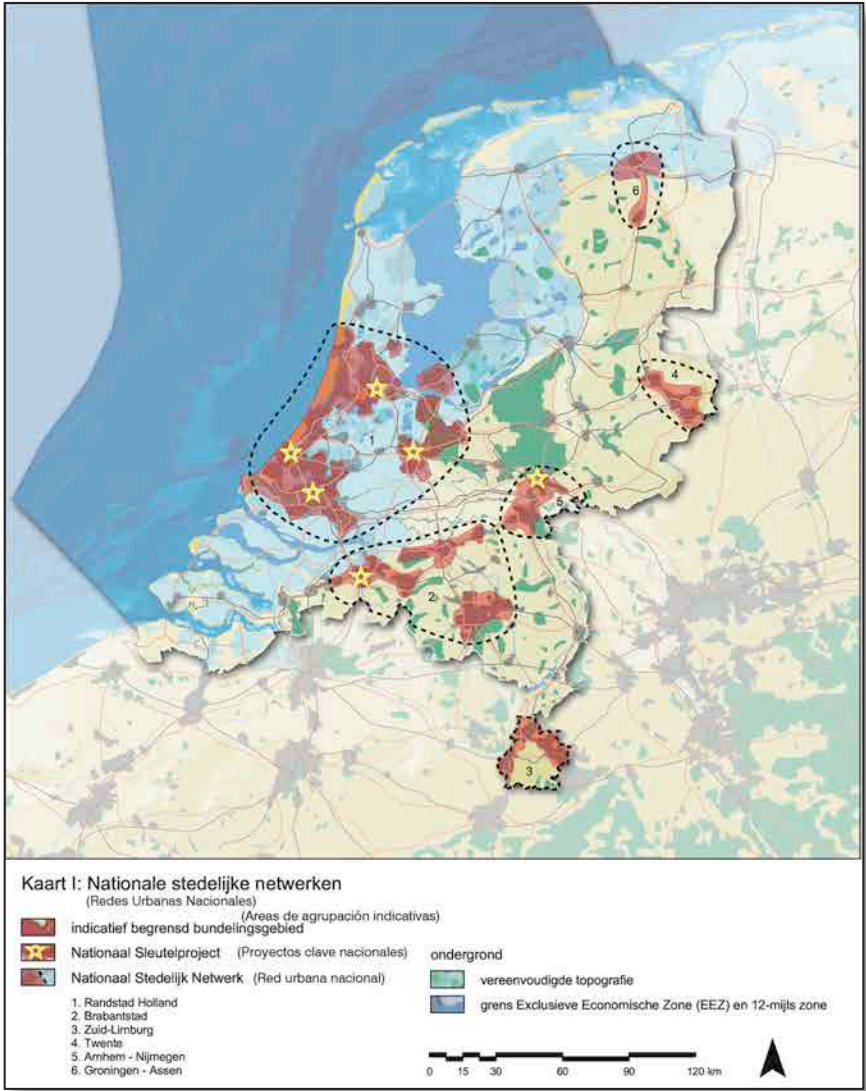 6
4
1
5
2
3
Kaart I: Nationale stedelijke netwerken
(Redes Urbanas Nacionales)
(Areas de agrupación indicativas)
indicatief begrensd bundelingsgebied
Nationaal Sleutelproject (Proyectos clave nacionales)
Nationaal Stedelijk Netwerk (Red urbana nacional)
1. Randstad Holland
2. Brabantstad
3. Zuid-Limburg
4. Twente
5. Arnhem - Nijmegen
6. Groningen - Assen
ondergrond
vereenvoudigde topografie
grens Exclusieve Economische Zone (EEZ) en 12-mijls zone
0 15 30 60 90 120 km